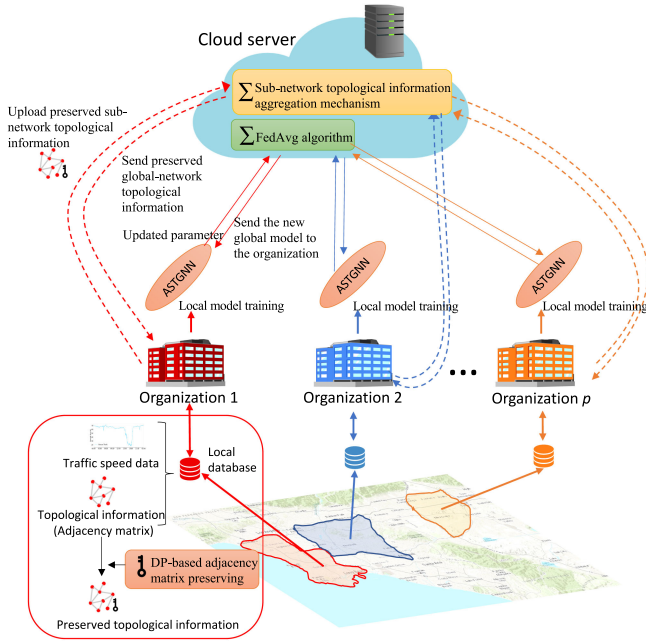 Cloud server
∑ Sub-network topological information
aggregation mechanism
∑ FedAvg algorithm
Upload preserved sub-
network topological
information
Send preserved
global-network
topological
information
Updated parameter
Send the new
global model to
the organization
ASTGNN
ASTGNN
ASTGNN
Local model training
Local model training
Local model training
Organization 1
Organization 2
...
Organization p
Traffic speed data
Local
database
Topological information
(Adjacency matrix)
DP-based adjacency
matrix preserving
Preserved topological information